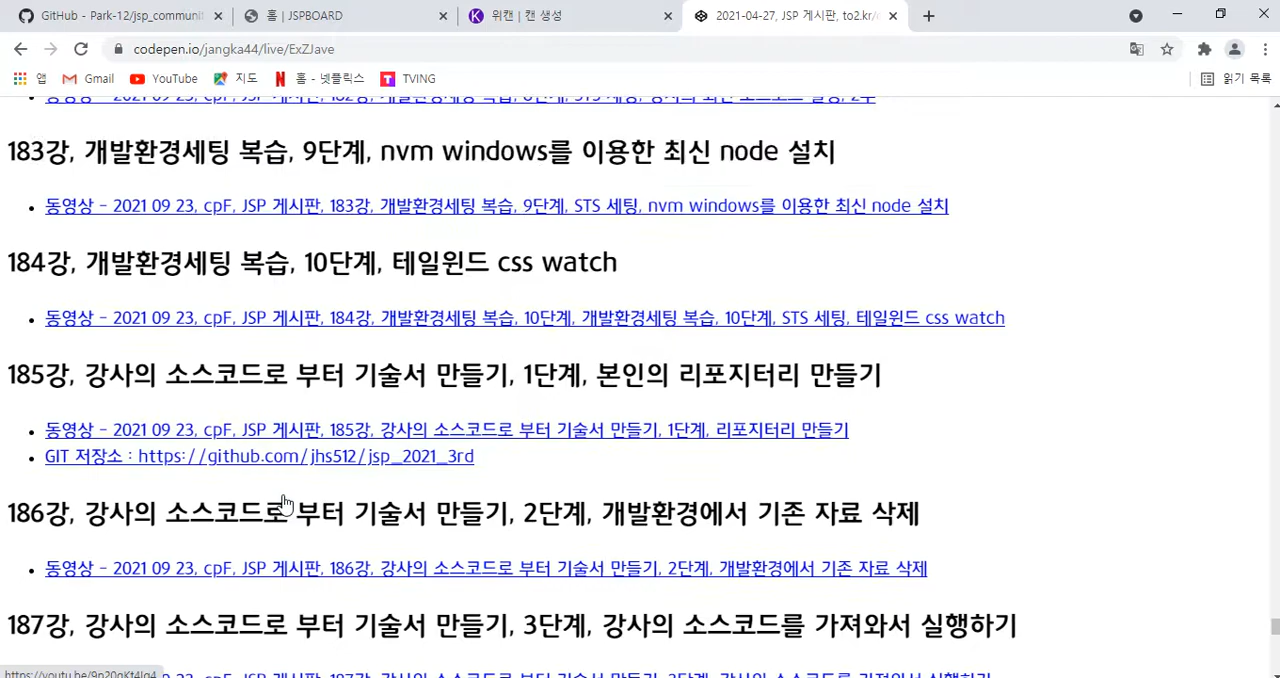 GitHub - Park-12/jsp_communit
홈 | JSPBOARD
위캔 | 캔 생성
2021-04-27, JSP 게시판, to2.kr/
codepen.io/jangka44/live/ExZJave
앱 Gmail YouTube 지도 홈 - 넷플릭스 TVING 읽기 목록
183강, 개발환경세팅 복습, 9단계, nvm windows를 이용한 최신 node 설치
동영상 - 2021 09 23, cpF, JSP 게시판, 183강, 개발환경세팅 복습, 9단계, STS 세팅, nvm windows를 이용한 최신 node 설치
184강, 개발환경세팅 복습, 10단계, 테일윈드 css watch
동영상 - 2021 09 23, cpF, JSP 게시판, 184강, 개발환경세팅 복습, 10단계, 개발환경세팅 복습, 10단계, STS 세팅, 테일윈드 css watch
185강, 강사의 소스코드로 부터 기술서 만들기, 1단계, 본인의 리포지터리 만들기
동영상 - 2021 09 23, cpF, JSP 게시판, 185강, 강사의 소스코드로 부터 기술서 만들기, 1단계, 리포지터리 만들기
GIT 저장소 : https://github.com/jhs512/jsp_2021_3rd
186강, 강사의 소스코드로 부터 기술서 만들기, 2단계, 개발환경에서 기존 자료 삭제
동영상 - 2021 09 23, cpF, JSP 게시판, 186강, 강사의 소스코드로 부터 기술서 만들기, 2단계, 개발환경에서 기존 자료 삭제
187강, 강사의 소스코드로 부터 기술서 만들기, 3단계, 강사의 소스코드를 가져와서 실행하기